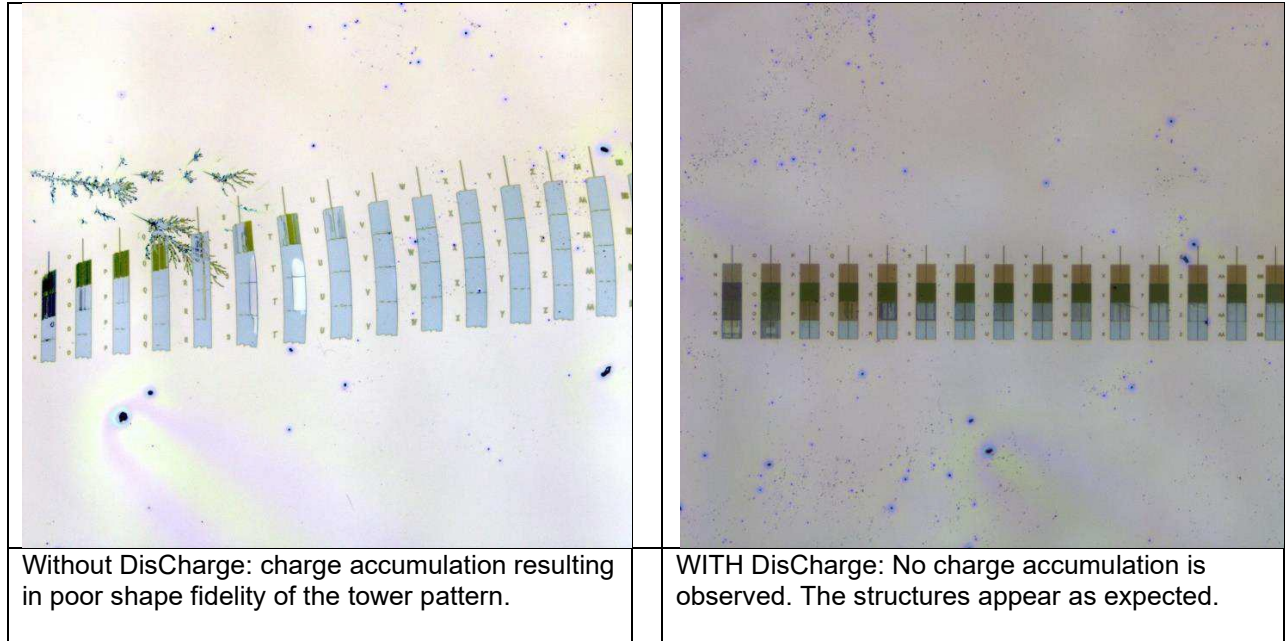 Without DisCharge: charge accumulation resulting
in poor shape fidelity of the tower pattern.
WITH DisCharge: No charge accumulation is
observed. The structures appear as expected.